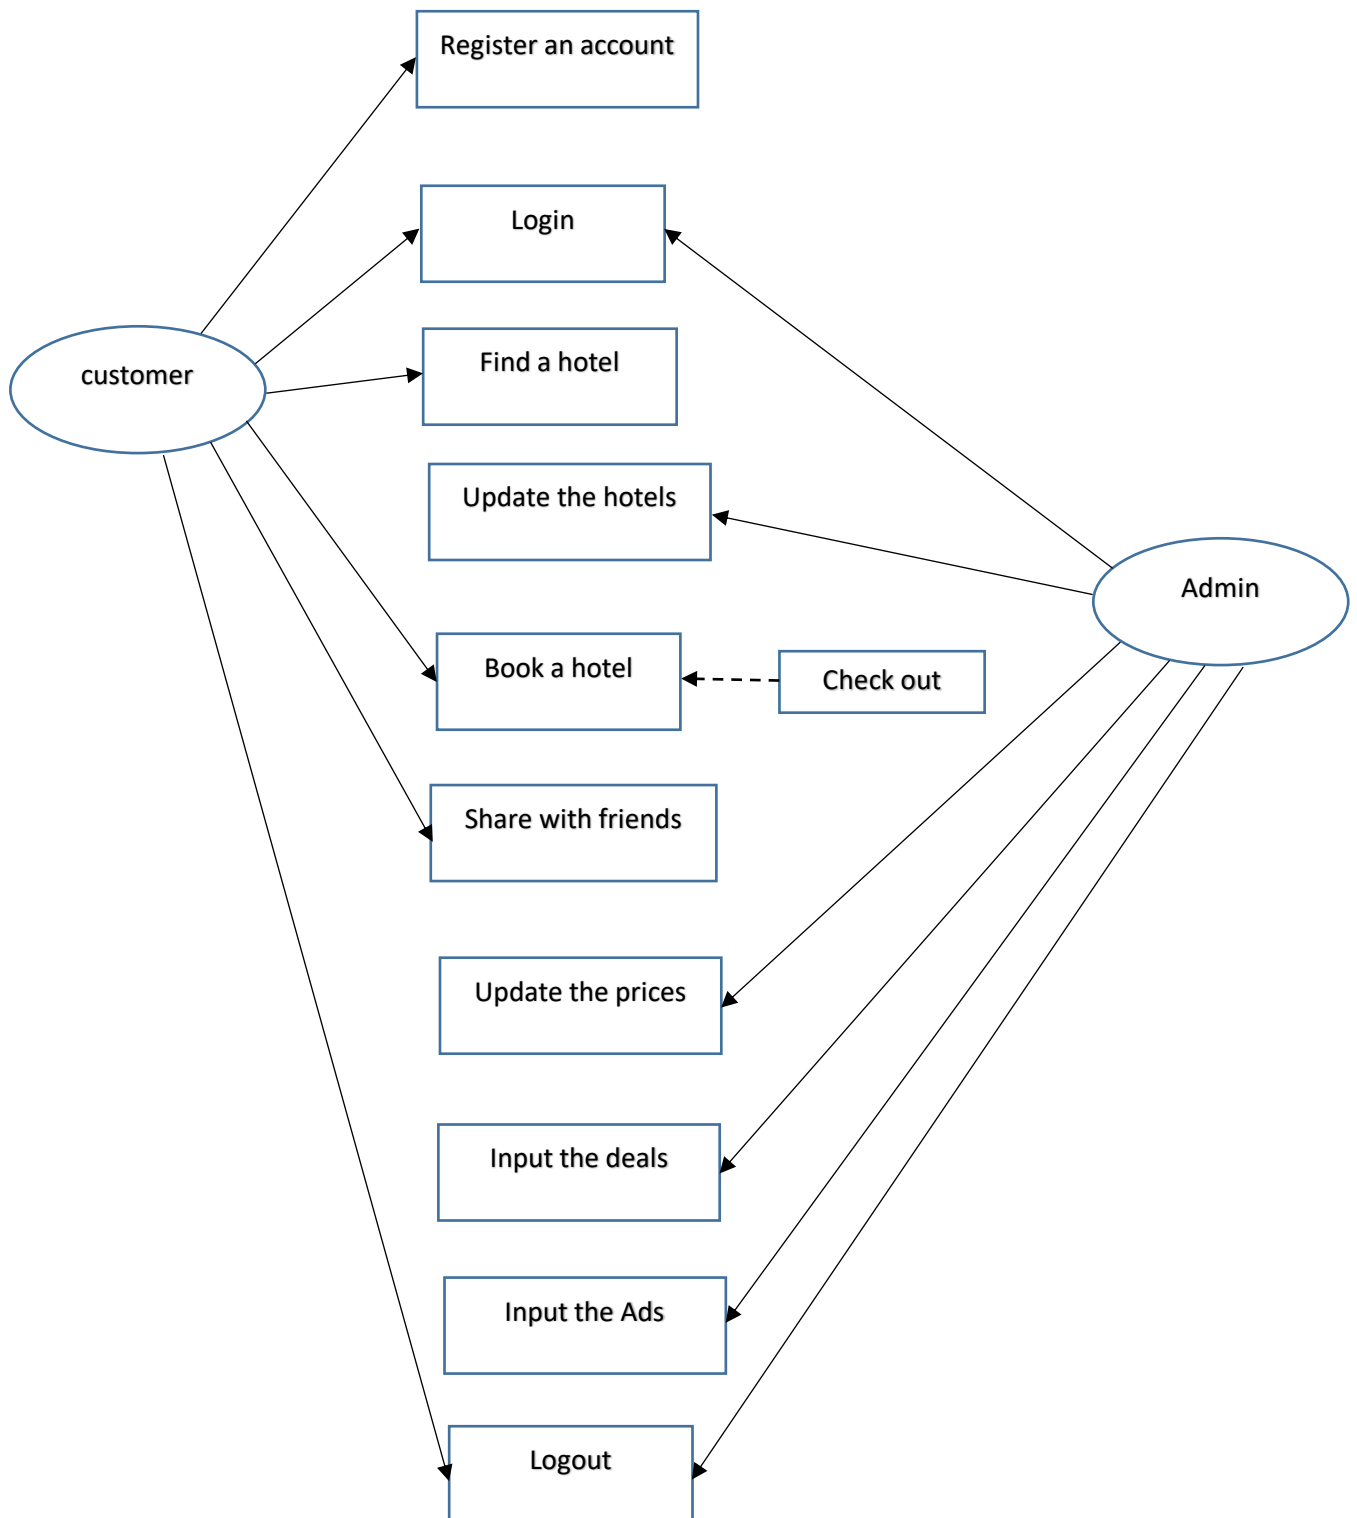 Register an account
Login
Find a hotel
customer
Update the hotels
Admin
Book a hotel
Check out
Share with friends
Update the prices
Input the deals
Input the Ads
Logout